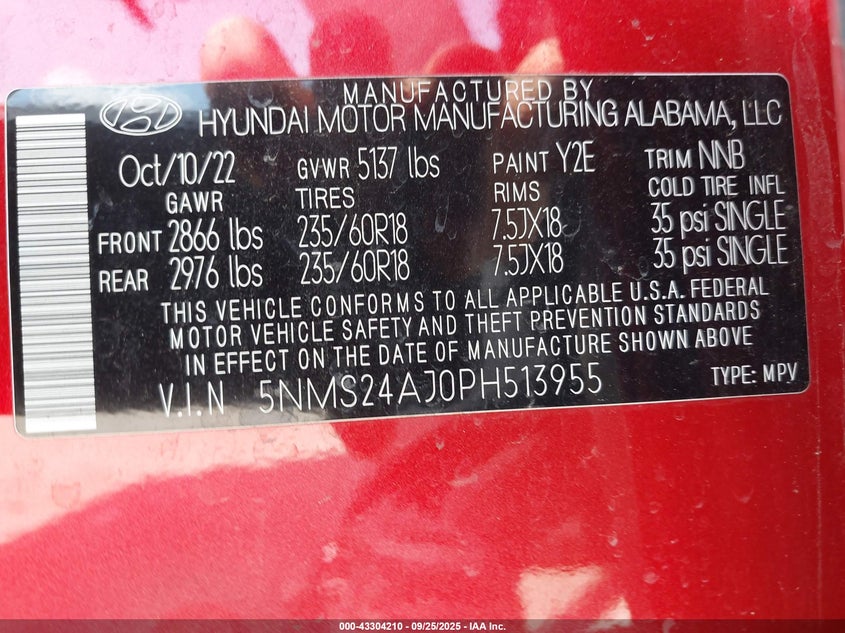 MANUFACTURED BY
HYUNDAI MOTOR MANUFACTURING ALABAMA, LLC
Oct/10/22 GVWR 5137 lbs PAINT Y2E TRIM NNB
GAWR TIRES RIMS COLD TIRE INFL
FRONT 2866 lbs 235/60R18 7.5JX18 35 psi SINGLE
REAR 2976 lbs 235/60R18 7.5JX18 35 psi SINGLE
THIS VEHICLE CONFORMS TO ALL APPLICABLE U.S.A. FEDERAL
MOTOR VEHICLE SAFETY AND THEFT PREVENTION STANDARDS
IN EFFECT ON THE DATE OF MANUFACTURE SHOWN ABOVE
V.I.N 5NMS24AJ0PH513955 TYPE: MPV
000-43304210 - 09/25/2025 - IAA Inc.